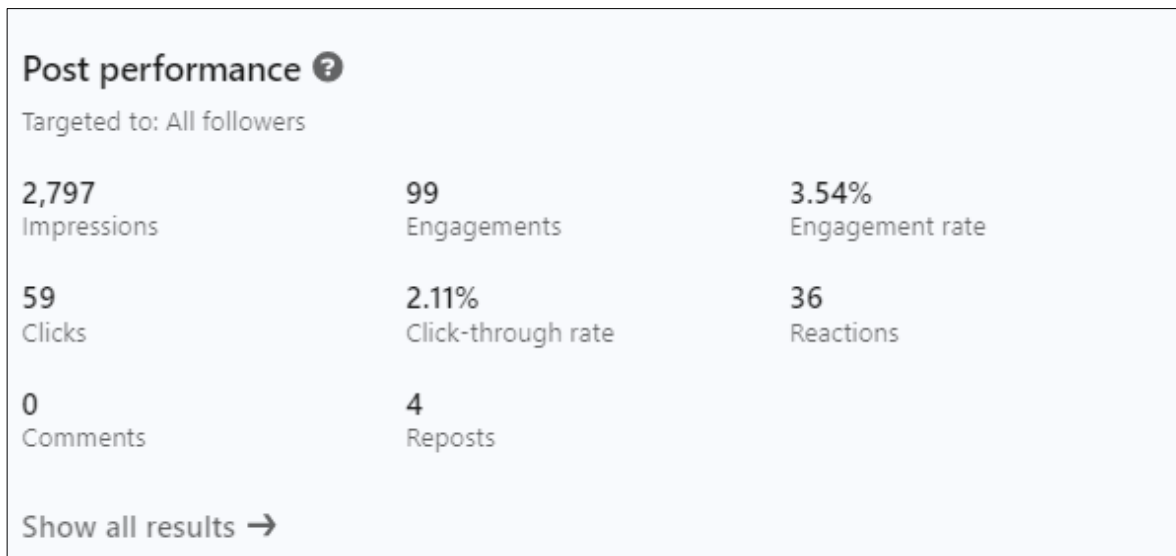 Post performance ?
Targeted to: All followers
2,797 99 3.54%
Impressions Engagements Engagement rate
59 2.11% 36
Clicks Click-through rate Reactions
0 4
Comments Reposts
Show all results →